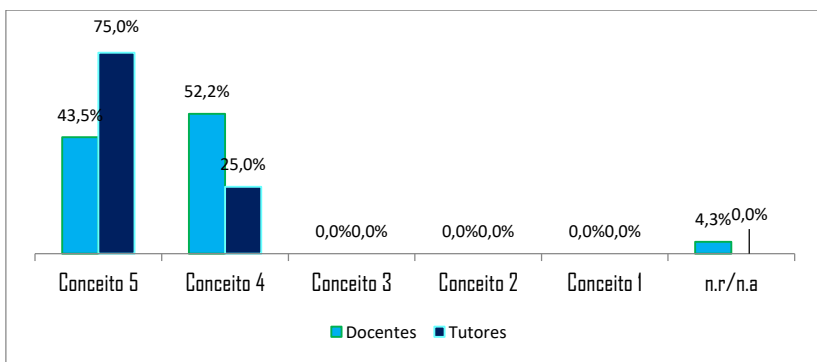 75,0%
43,5%
52,2%
25,0%
0,0%0,0%
0,0%0,0%
0,0%0,0%
4,3%
0,0%
Conceito 5
Conceito 4
Conceito 3
Conceito 2
Conceito 1
n.r/n.a
Docentes
Tutores